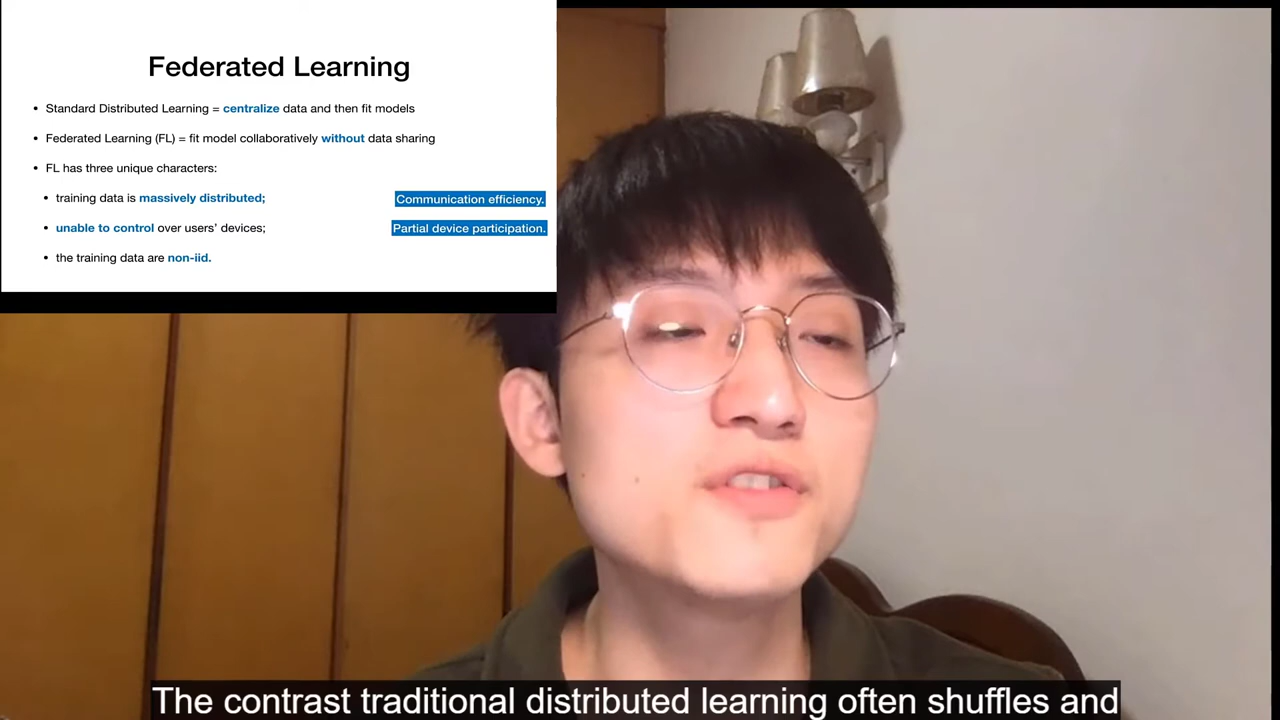 Federated Learning
• Standard Distributed Learning = centralize data and then fit models
• Federated Learning (FL) = fit model collaboratively without data sharing
• FL has three unique characters:
• training data is massively distributed; Communication efficiency.
• unable to control over users’ devices; Partial device participation.
• the training data are non-iid.
The contrast traditional distributed learning often shuffles and